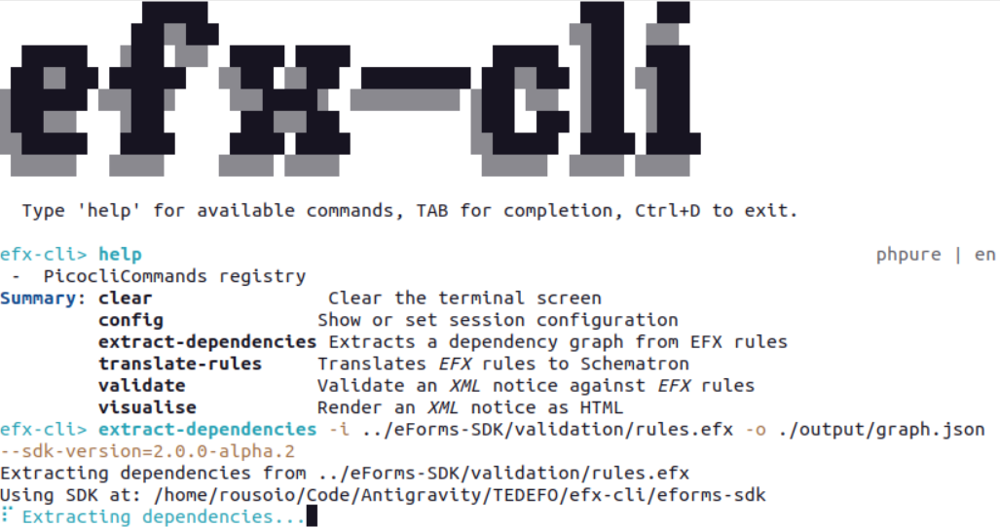 efx-cli
Type 'help' for available commands, TAB for completion, Ctrl+D to exit.
efx-cli> help phpure | en
- PicocliCommands registry
Summary: clear Clear the terminal screen
config Show or set session configuration
extract-dependencies Extracts a dependency graph from EFX rules
translate-rules Translates EFX rules to Schematron
validate Validate an XML notice against EFX rules
visualise Render an XML notice as HTML
efx-cli> extract-dependencies -i ../eForms-SDK/validation/rules.efx -o ./output/graph.json
--sdk-version=2.0.0-alpha.2
Extracting dependencies from ../eForms-SDK/validation/rules.efx
Using SDK at: /home/rousoio/Code/Antigravity/TEDEFO/efx-cli/eforms-sdk
Extracting dependencies...